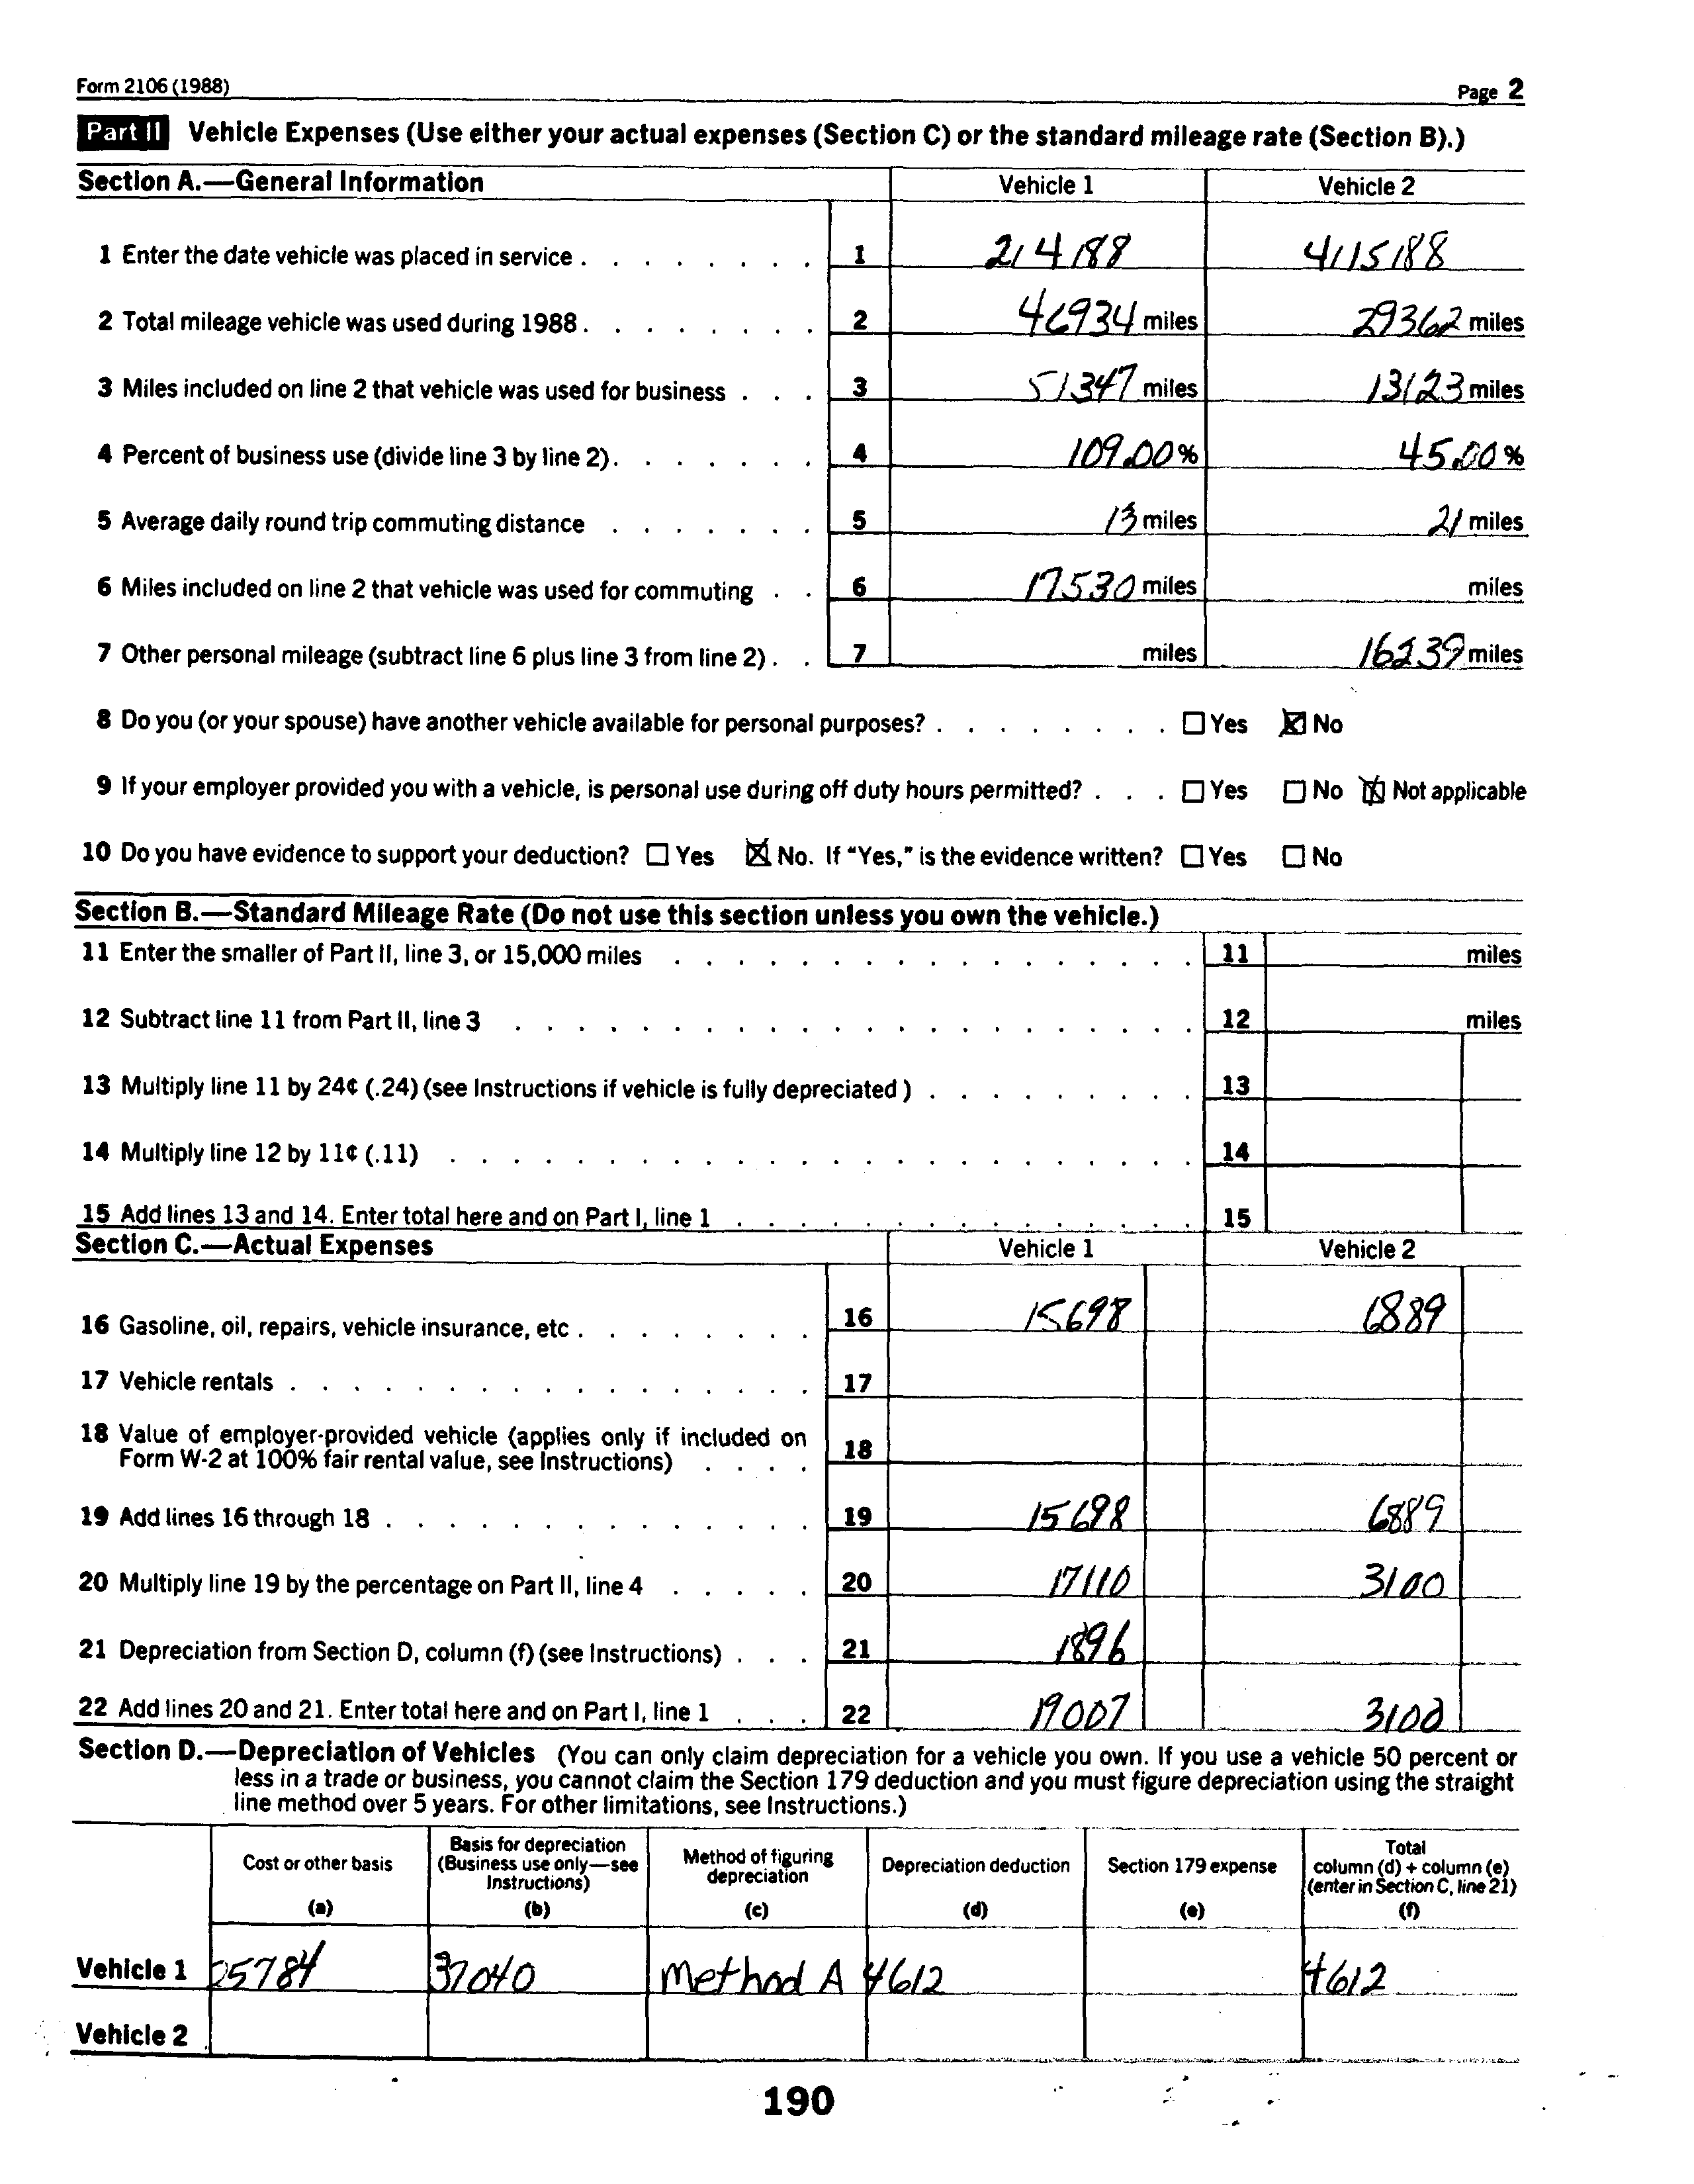 Form 2106 (1988) Page 2
Part II Vehicle Expenses (Use either your actual expenses (Section C) or the standard mileage rate (Section B).)
Section A.—General Information Vehicle 1 Vehicle 2
1 Enter the date vehicle was placed in service . . . . . . . . 1 2/4/88 4/15/88
2 Total mileage vehicle was used during 1988 . . . . . . . . 2 46934 miles 29362 miles
3 Miles included on line 2 that vehicle was used for business . . . 3 51347 miles 13123 miles
4 Percent of business use (divide line 3 by line 2) . . . . . . . 4 109.00 % 45.00 %
5 Average daily round trip commuting distance . . . . . . . 5 13 miles 21 miles
6 Miles included on line 2 that vehicle was used for commuting . . 6 17530 miles miles
7 Other personal mileage (subtract line 6 plus line 3 from line 2) . . 7 miles 16239 miles
8 Do you (or your spouse) have another vehicle available for personal purposes? . . . . . . . . ☐ Yes ☒ No
9 If your employer provided you with a vehicle, is personal use during off duty hours permitted? . . . ☐ Yes ☐ No ☒ Not applicable
10 Do you have evidence to support your deduction? ☐ Yes ☒ No. If "Yes," is the evidence written? ☐ Yes ☐ No
Section B.—Standard Mileage Rate (Do not use this section unless you own the vehicle.)
11 Enter the smaller of Part II, line 3, or 15,000 miles . . . . . . . . . . . . . . . . . 11 miles
12 Subtract line 11 from Part II, line 3 . . . . . . . . . . . . . . . . . . . . . . 12 miles
13 Multiply line 11 by 24¢ (.24) (see Instructions if vehicle is fully depreciated ) . . . . . . . . . 13
14 Multiply line 12 by 11¢ (.11) . . . . . . . . . . . . . . . . . . . . . . . . 14
15 Add lines 13 and 14. Enter total here and on Part I, line 1 . . . . . . . . . . . . . . . 15
Section C.—Actual Expenses Vehicle 1 Vehicle 2
16 Gasoline, oil, repairs, vehicle insurance, etc . . . . . . . . 16 15698 6889
17 Vehicle rentals . . . . . . . . . . . . . . . . . 17
18 Value of employer-provided vehicle (applies only if included on
Form W-2 at 100% fair rental value, see Instructions) . . . . 18
19 Add lines 16 through 18 . . . . . . . . . . . . . . 19 15698 6889
20 Multiply line 19 by the percentage on Part II, line 4 . . . . . 20 17110 3100
21 Depreciation from Section D, column (f) (see Instructions) . . . 21 1896
22 Add lines 20 and 21. Enter total here and on Part I, line 1 . . . 22 19007 3100
Section D.—Depreciation of Vehicles (You can only claim depreciation for a vehicle you own. If you use a vehicle 50 percent or
less in a trade or business, you cannot claim the Section 179 deduction and you must figure depreciation using the straight
line method over 5 years. For other limitations, see Instructions.)
Cost or other basis
(a)
Basis for depreciation
(Business use only—see
Instructions)
(b)
Method of figuring
depreciation
(c)
Depreciation deduction
(d)
Section 179 expense
(e)
Total
column (d) + column (e)
(enter in Section C, line 21)
(f)
Vehicle 1 25784 37040 Method A 4612 4612
Vehicle 2
190